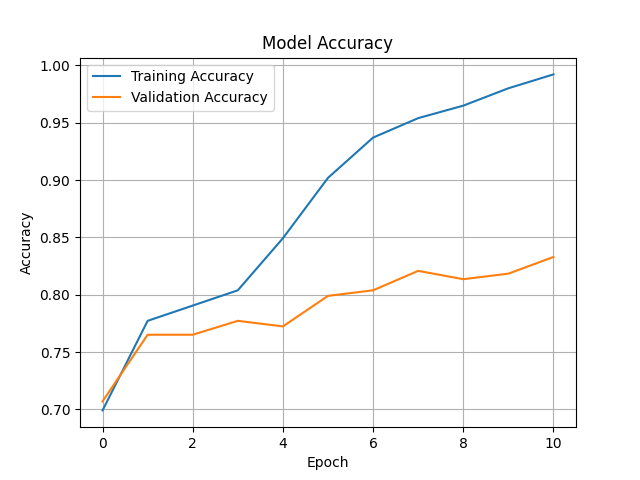 Model Accuracy
Training Accuracy
Validation Accuracy
Accuracy
1.00
0.95
0.90
0.85
0.80
0.75
0.70
0 2 4 6 8 10
Epoch